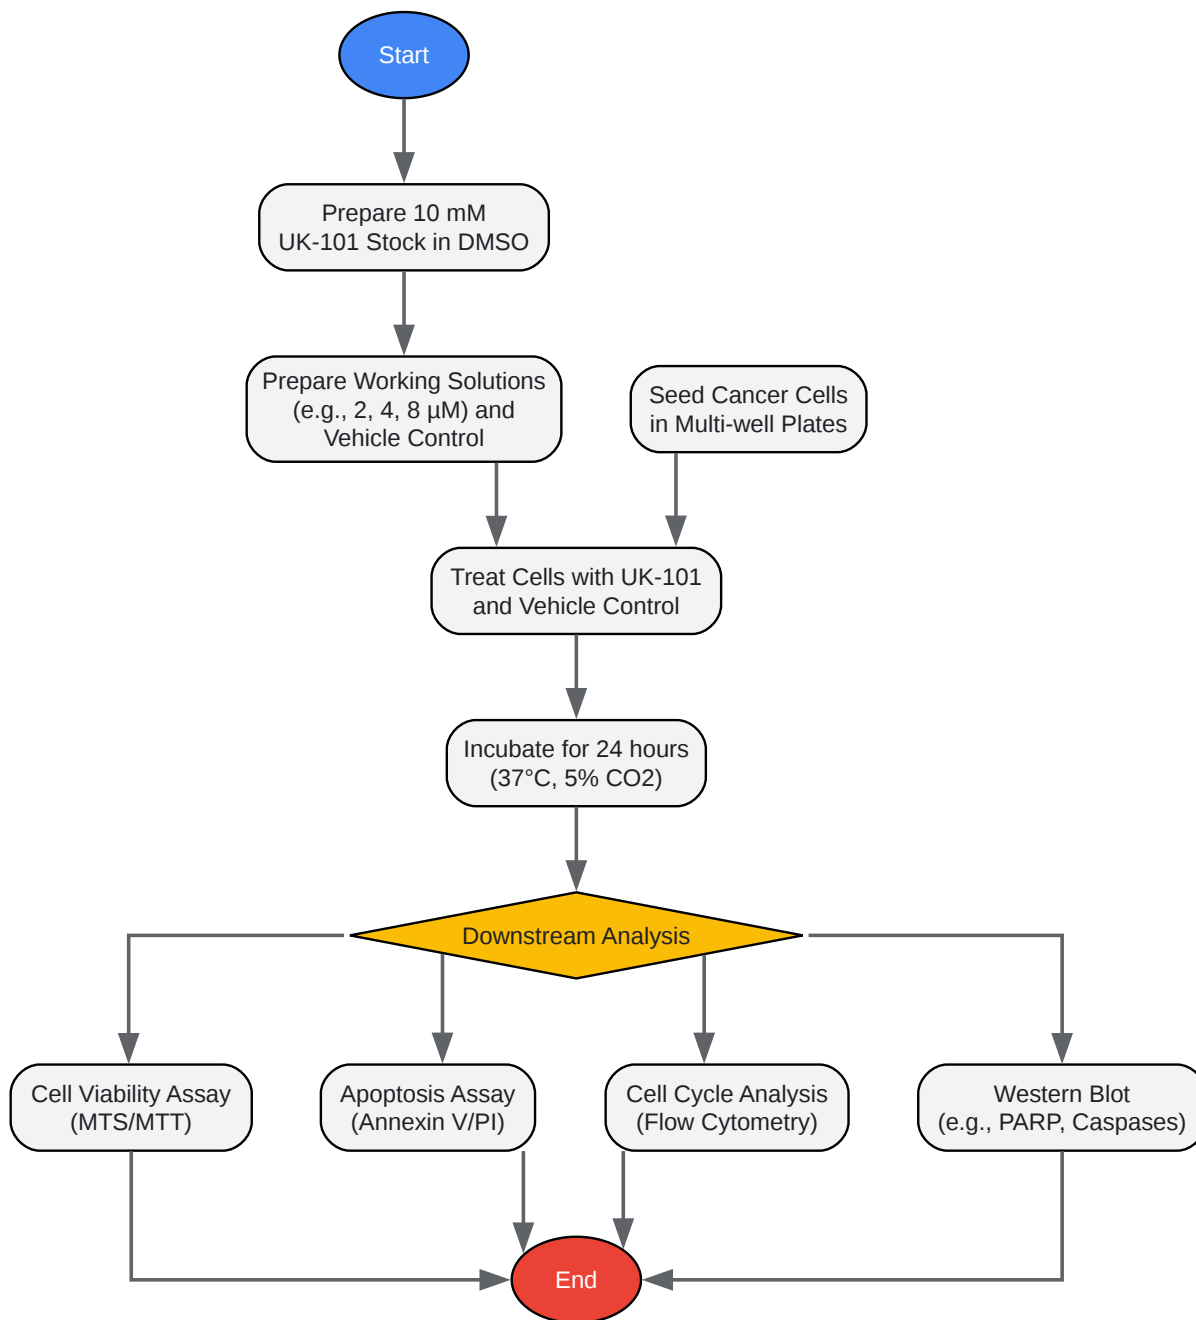 Start
Prepare 10 mM
UK-101 Stock in DMSO
Prepare Working Solutions
(e.g., 2, 4, 8 µM) and
Vehicle Control
Seed Cancer Cells
in Multi-well Plates
Treat Cells with UK-101
and Vehicle Control
Incubate for 24 hours
(37°C, 5% CO2)
Downstream Analysis
Cell Viability Assay
(MTS/MTT)
Apoptosis Assay
(Annexin V/PI)
Cell Cycle Analysis
(Flow Cytometry)
Western Blot
(e.g., PARP, Caspases)
End